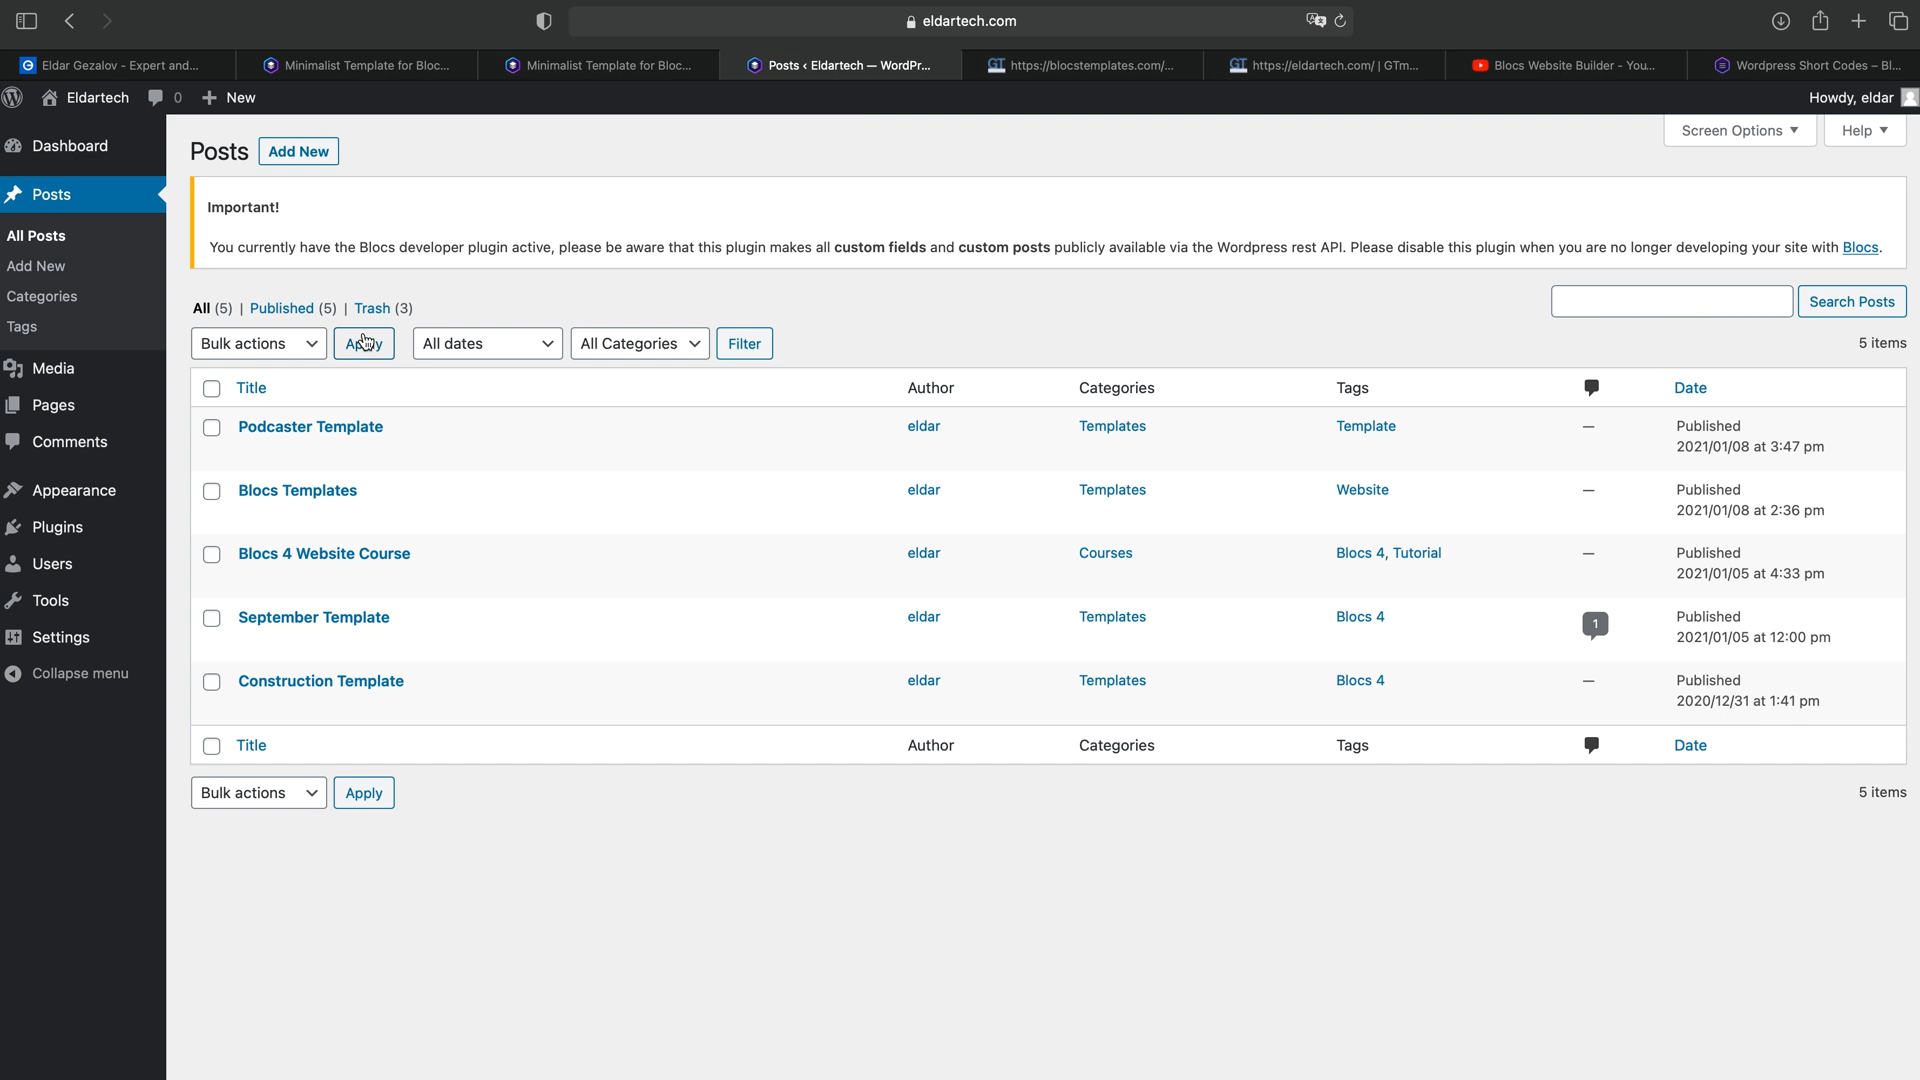 eldartech.com
Eldar Gezalov - Expert and...
Minimalist Template for Bloc...
Minimalist Template for Bloc...
Posts ‹ Eldartech — WordPr...
GT https://blocstemplates.com/...
GT https://eldartech.com/ | GTm...
Blocs Website Builder - You...
Wordpress Short Codes – Bl...
Eldartech
0
New
Howdy, eldar
Dashboard
Posts
All Posts
Add New
Categories
Tags
Media
Pages
Comments
Appearance
Plugins
Users
Tools
Settings
Collapse menu
Screen Options
Help
Posts
Add New
Important!
You currently have the Blocs developer plugin active, please be aware that this plugin makes all custom fields and custom posts publicly available via the Wordpress rest API. Please disable this plugin when you are no longer developing your site with Blocs.
All (5) | Published (5) | Trash (3)
Search Posts
Bulk actions
Apply
All dates
All Categories
Filter
5 items
Title Author Categories Tags Date
Podcaster Template eldar Templates Template — Published
2021/01/08 at 3:47 pm
Blocs Templates eldar Templates Website — Published
2021/01/08 at 2:36 pm
Blocs 4 Website Course eldar Courses Blocs 4, Tutorial — Published
2021/01/05 at 4:33 pm
September Template eldar Templates Blocs 4 1 Published
2021/01/05 at 12:00 pm
Construction Template eldar Templates Blocs 4 — Published
2020/12/31 at 1:41 pm
Title Author Categories Tags Date
Bulk actions
Apply
5 items